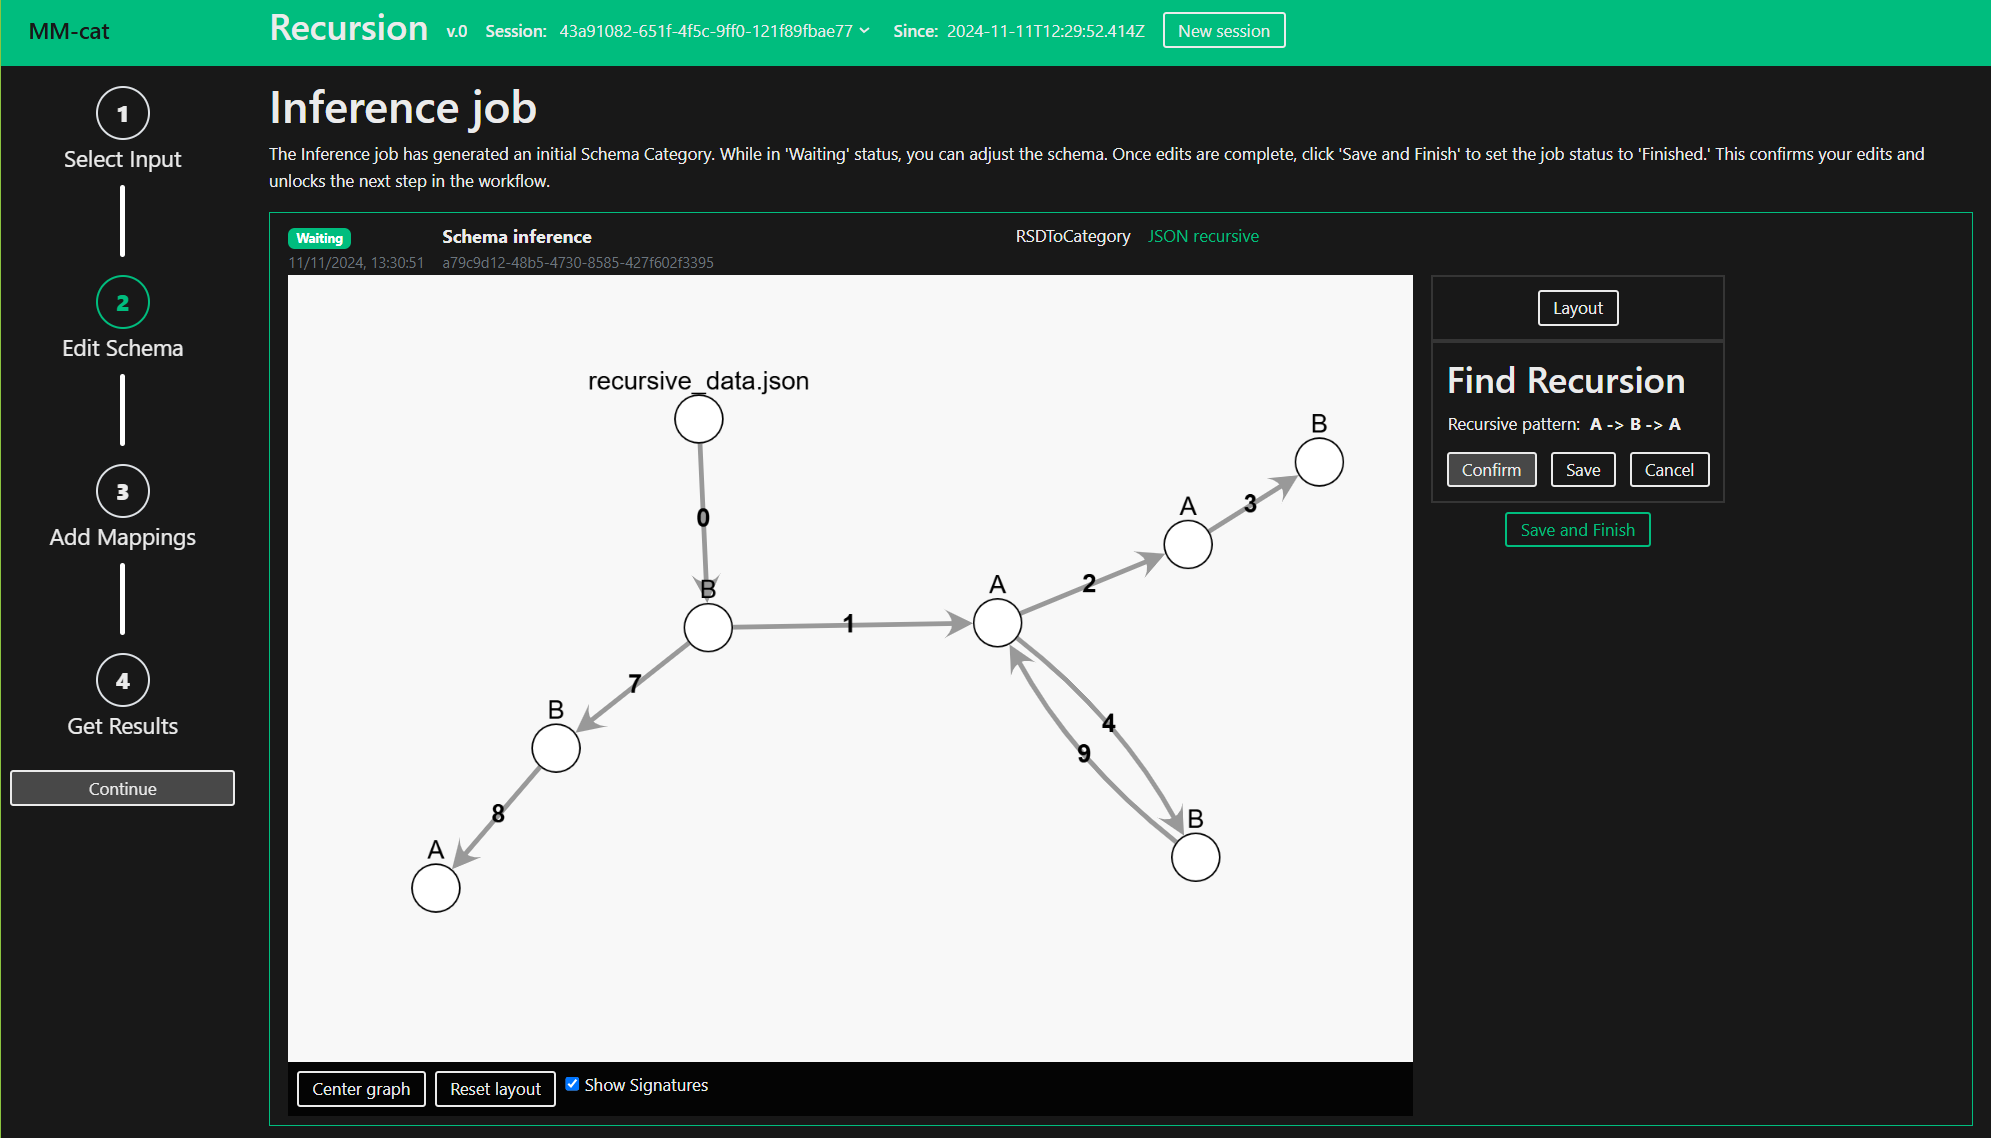 MM-cat
Recursion v.0 Session: 43a91082-651f-4f5c-9ff0-121f89fbae77 Since: 2024-11-11T12:29:52.414Z New session
1
Select Input
2
Edit Schema
3
Add Mappings
4
Get Results
Continue
Inference job
The Inference job has generated an initial Schema Category. While in 'Waiting' status, you can adjust the schema. Once edits are complete, click 'Save and Finish' to set the job status to 'Finished.' This confirms your edits and
unlocks the next step in the workflow.
Waiting Schema inference RSDToCategory JSON recursive
11/11/2024, 13:30:51 a79c9d12-48b5-4730-8585-427f602f3395
recursive_data.json
B
A
3
0
2
A
B
1
7
B
4
9
8
B
A
Layout
Find Recursion
Recursive pattern: A -> B -> A
Confirm Save Cancel
Save and Finish
Center graph Reset layout Show Signatures